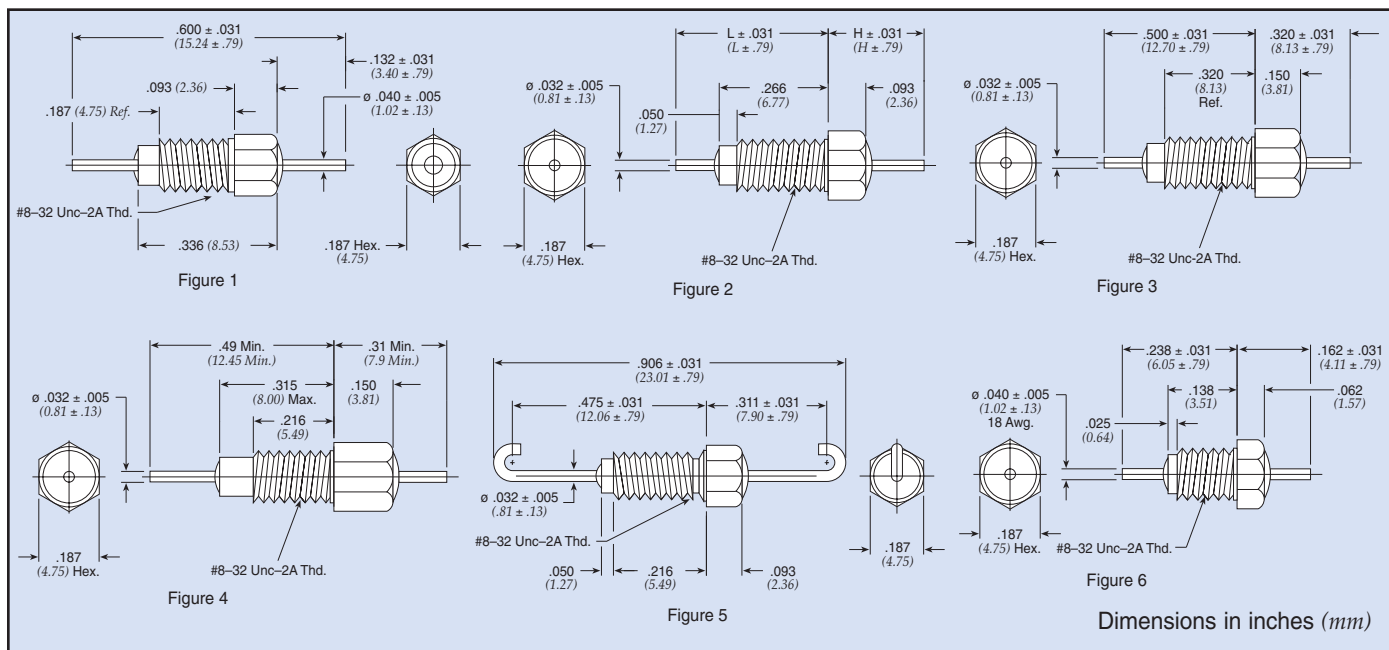 .600 ± .031
(15.24 ± .79)
.132 ± .031
(3.40 ± .79)
.093 (2.36)
.187 (4.75) Ref.
ø .040 ± .005
(1.02 ± .13)
#8–32 Unc–2A Thd.
.336 (8.53)
.187 Hex.
(4.75)
Figure 1
L ± .031
(L ± .79)
H ± .031
(H ± .79)
ø .032 ± .005
(0.81 ± .13)
.266
(6.77)
.093
(2.36)
.050
(1.27)
.187
(4.75) Hex.
#8–32 Unc–2A Thd.
Figure 2
.500 ± .031
(12.70 ± .79)
.320 ± .031
(8.13 ± .79)
ø .032 ± .005
(0.81 ± .13)
.320
(8.13)
Ref.
.150
(3.81)
.187
(4.75) Hex.
#8–32 Unc-2A Thd.
Figure 3
.49 Min.
(12.45 Min.)
.31 Min.
(7.9 Min.)
ø .032 ± .005
(0.81 ± .13)
.315
(8.00) Max.
.150
(3.81)
.216
(5.49)
.187
(4.75) Hex.
#8–32 Unc–2A Thd.
Figure 4
.906 ± .031
(23.01 ± .79)
.475 ± .031
(12.06 ± .79)
.311 ± .031
(7.90 ± .79)
ø .032 ± .005
(.81 ± .13)
#8–32 Unc–2A Thd.
.050
(1.27)
.216
(5.49)
.093
(2.36)
.187
(4.75)
Figure 5
.238 ± .031
(6.05 ± .79)
.162 ± .031
(4.11 ± .79)
ø .040 ± .005
(1.02 ± .13)
18 Awg.
.138
(3.51)
.062
(1.57)
.025
(0.64)
.187
(4.75) Hex.
#8–32 Unc–2A Thd.
Figure 6
Dimensions in inches (mm)